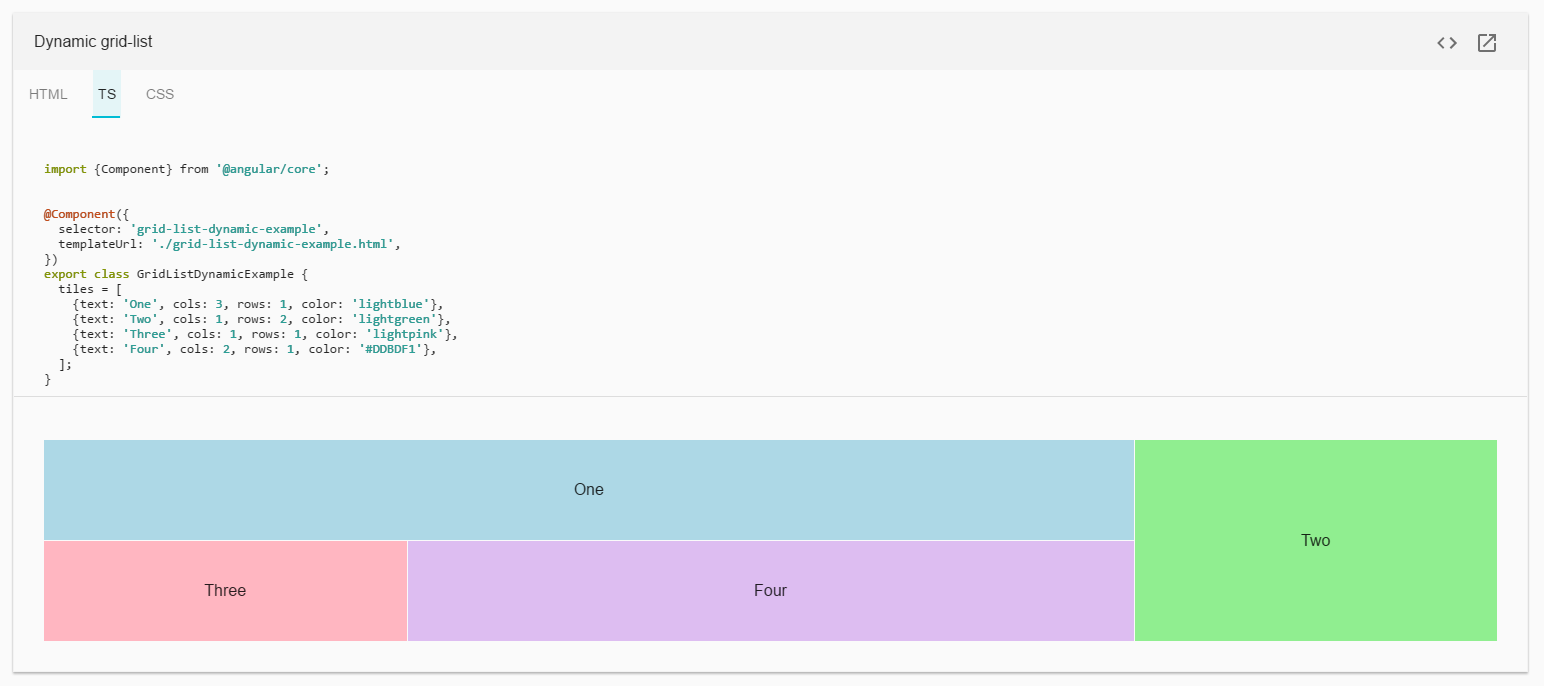 Dynamic grid-list
HTML TS CSS
import {Component} from '@angular/core';
@Component({
  selector: 'grid-list-dynamic-example',
  templateUrl: './grid-list-dynamic-example.html',
})
export class GridListDynamicExample {
  tiles = [
    {text: 'One', cols: 3, rows: 1, color: 'lightblue'},
    {text: 'Two', cols: 1, rows: 2, color: 'lightgreen'},
    {text: 'Three', cols: 1, rows: 1, color: 'lightpink'},
    {text: 'Four', cols: 2, rows: 1, color: '#DDBDF1'},
  ];
}
One
Two
Three
Four